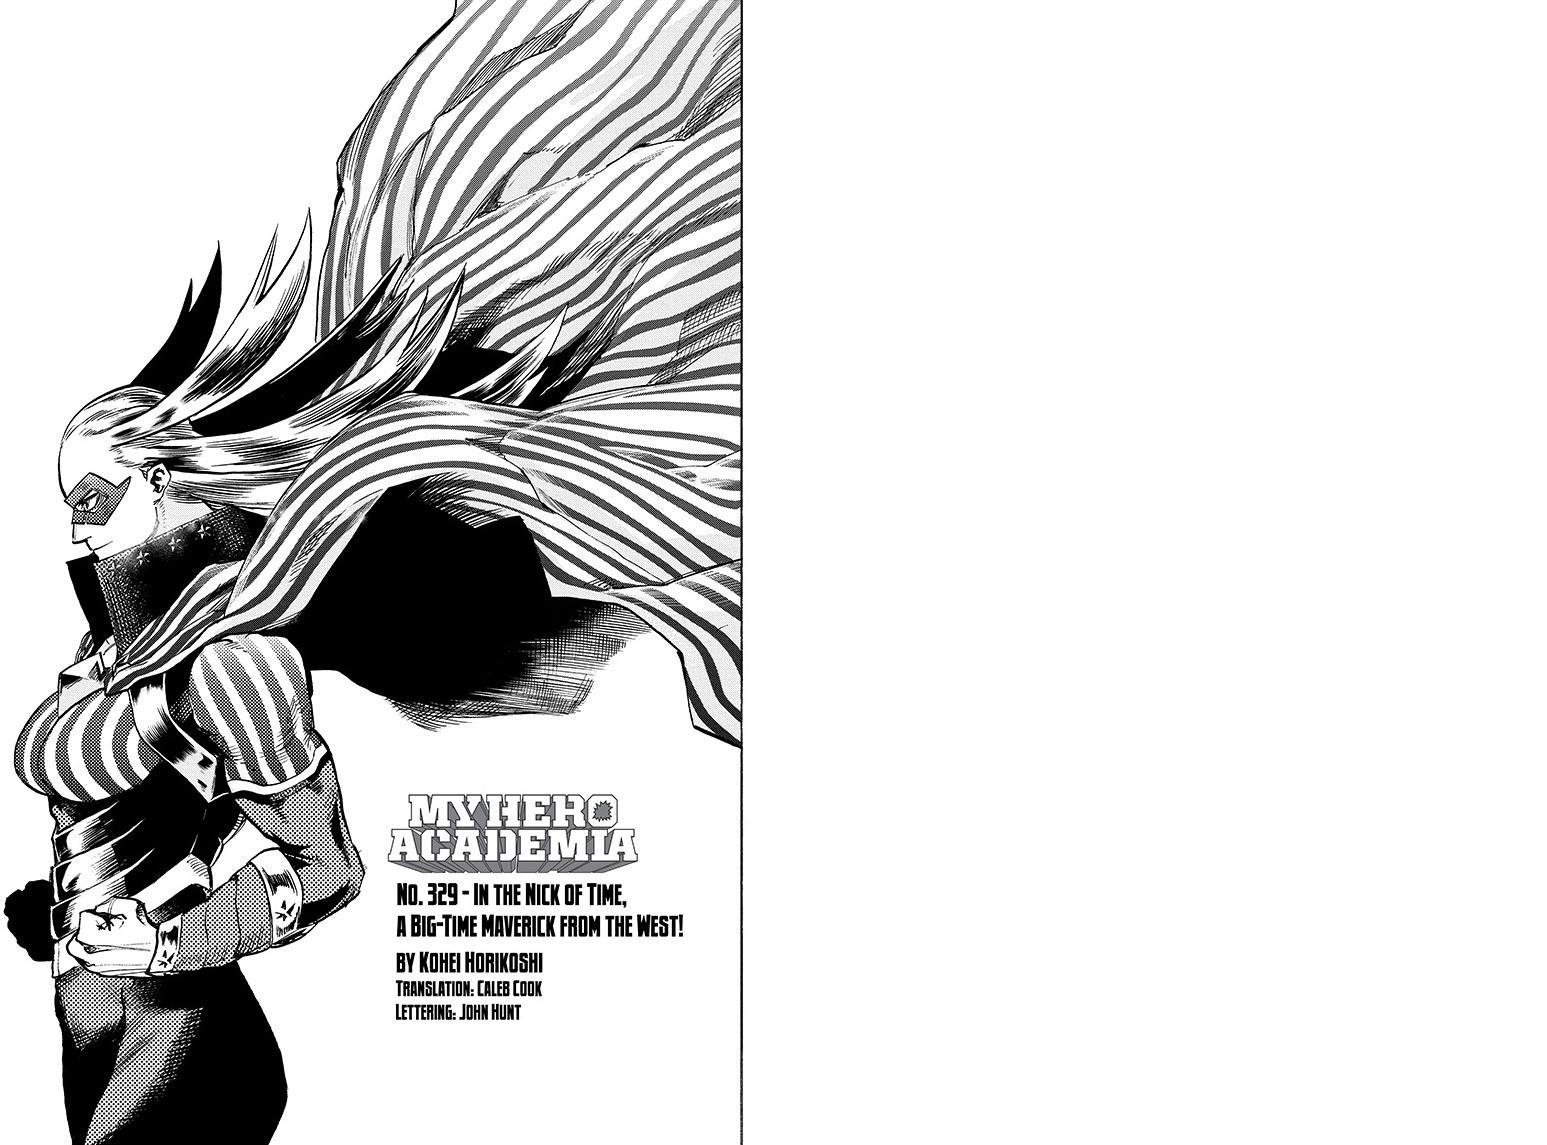 MY HERO
ACADEMIA
No. 329 - In the Nick of Time,
a Big-Time Maverick from the West!
by Kohei Horikoshi
Translation: Caleb Cook
Lettering: John Hunt